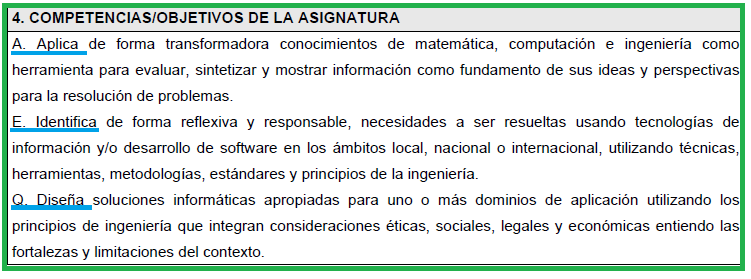 4. COMPETENCIAS/OBJETIVOS DE LA ASIGNATURA
A. Aplica de forma transformadora conocimientos de matemática, computación e ingeniería como
herramienta para evaluar, sintetizar y mostrar información como fundamento de sus ideas y perspectivas
para la resolución de problemas.
E. Identifica de forma reflexiva y responsable, necesidades a ser resueltas usando tecnologías de
información y/o desarrollo de software en los ámbitos local, nacional o internacional, utilizando técnicas,
herramientas, metodologías, estándares y principios de la ingeniería.
Q. Diseña soluciones informáticas apropiadas para uno o más dominios de aplicación utilizando los
principios de ingeniería que integran consideraciones éticas, sociales, legales y económicas entiendo las
fortalezas y limitaciones del contexto.